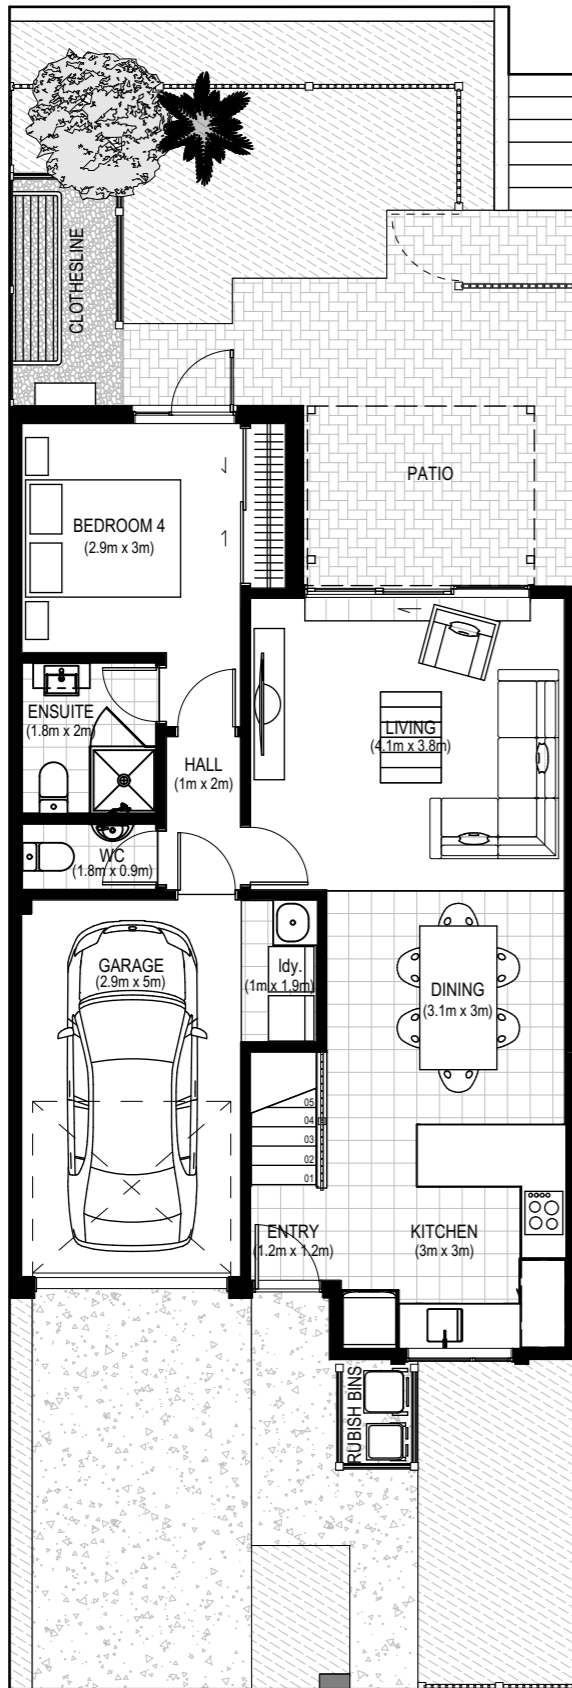 CLOTHESLINE
PATIO
BEDROOM 4
(2.9m x 3m)
ENSUITE
(1.8m x 2m)
LIVING
(4.1m x 3.8m)
HALL
(1m x 2m)
WC
(1.8m x 0.9m)
GARAGE
(2.9m x 5m)
ldy.
(1m x 1.9m)
DINING
(3.1m x 3m)
05
04
03
02
01
ENTRY
(1.2m x 1.2m)
KITCHEN
(3m x 3m)
RUBISH BINS